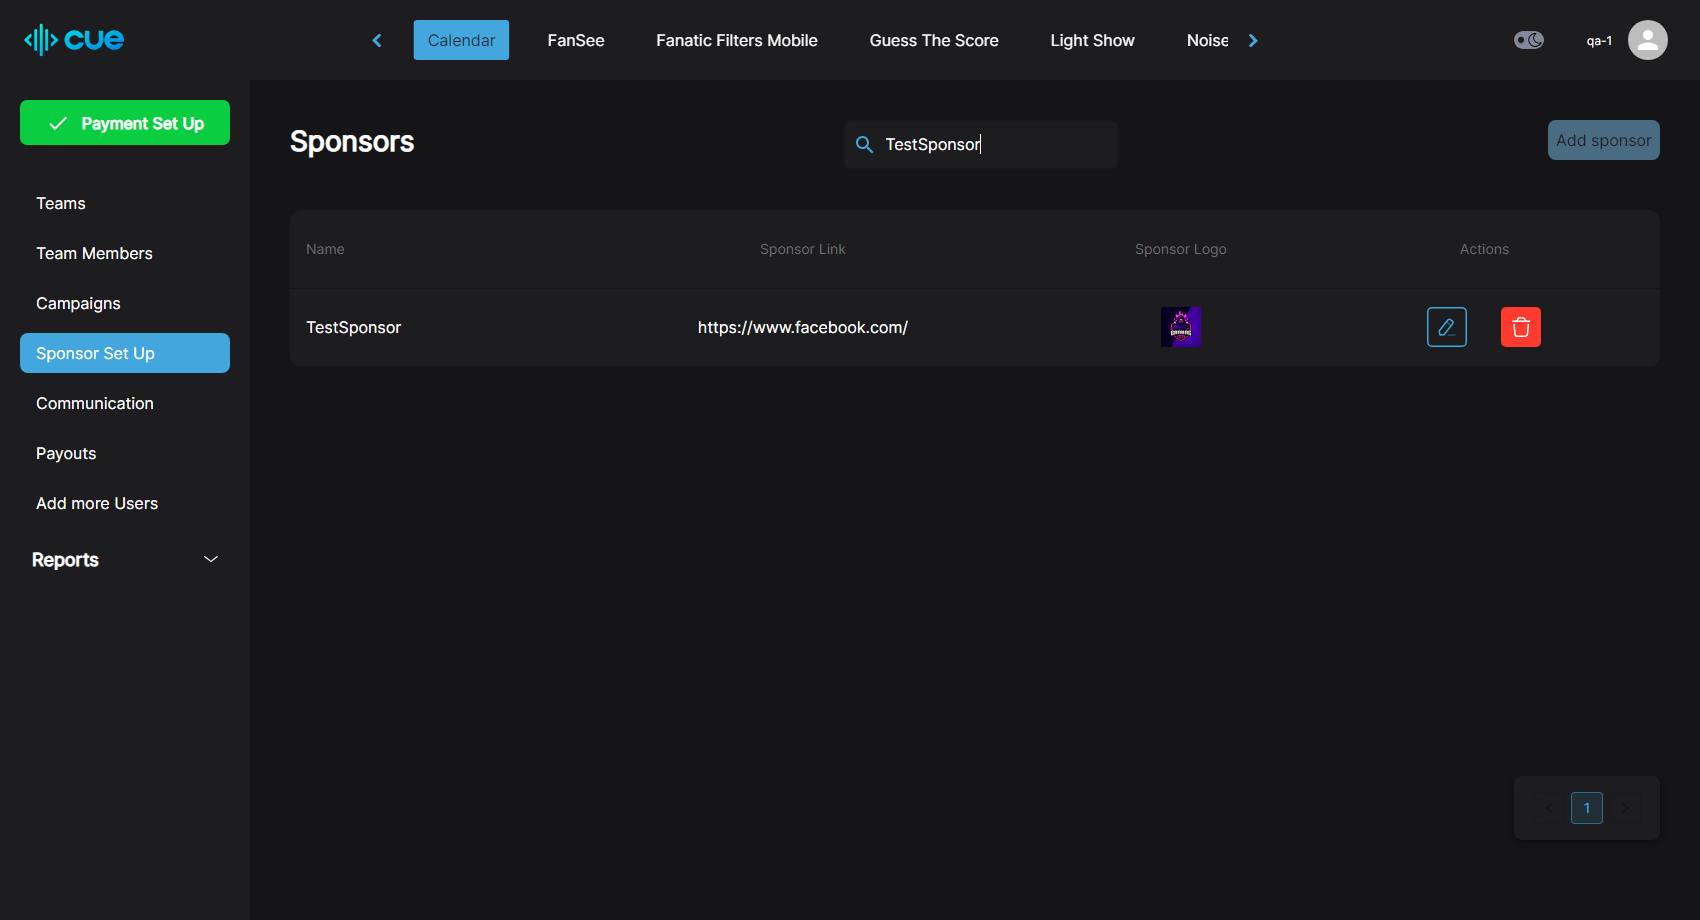 cue
Calendar
FanSee
Fanatic Filters Mobile
Guess The Score
Light Show
Noise
qa-1
Payment Set Up
Teams
Team Members
Campaigns
Sponsor Set Up
Communication
Payouts
Add more Users
Reports
Sponsors
TestSponsor
Add sponsor
Name
Sponsor Link
Sponsor Logo
Actions
TestSponsor
https://www.facebook.com/
GAMING
1